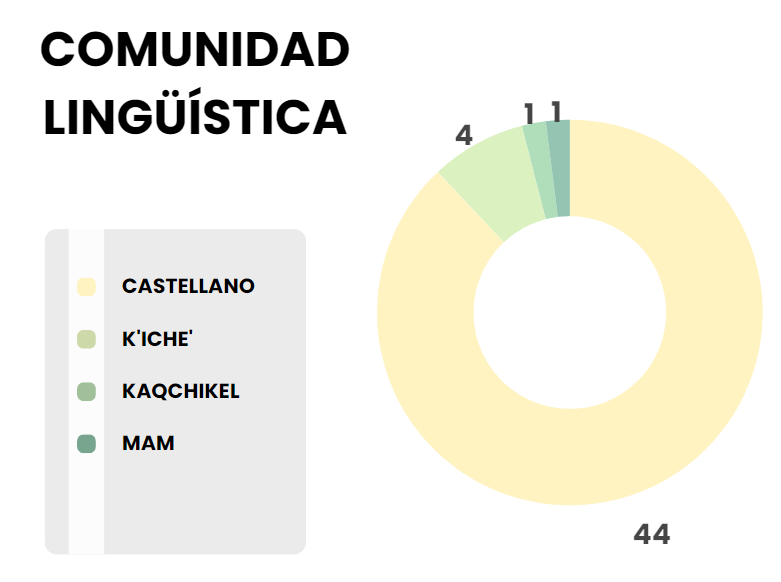 COMUNIDAD
LINGÜÍSTICA
CASTELLANO
K'ICHE'
KAQCHIKEL
MAM
4
1
1
44